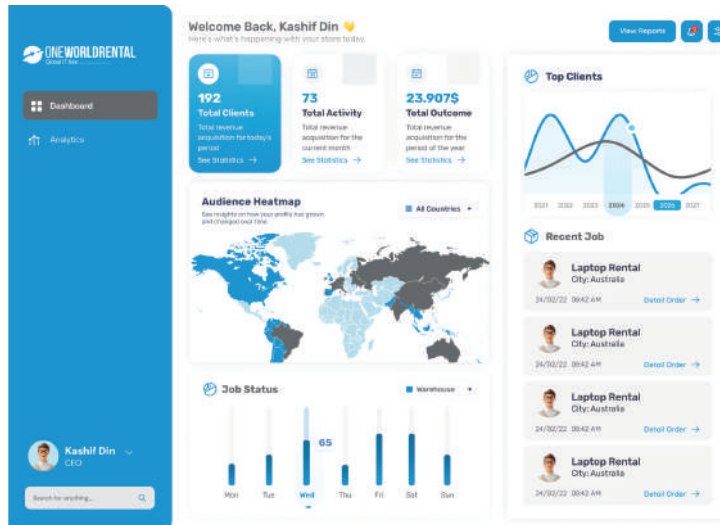 ONEWORLDRENTAL
Dashboard
Analytics
Kashif Din
CEO
Search for anything...
Welcome Back, Kashif Din 👋
Here's what's happening with your store today.
View Reports
192
Total Clients
Total revenue
acquisition for today's
period
See Statistics →
73
Total Activity
Total revenue
acquisition for the
current month
See Statistics →
23.907$
Total Outcome
Total revenue
acquisition for the
period of the year
See Statistics →
Audience Heatmap
See insights on how your profile has grown
and changed over time
All Countries
Job Status
Warehouse
65
Mon Tue Wed Thu Fri Sat Sun
Top Clients
2021 2022 2023 2024 2025 2026 2027
Recent Job
Laptop Rental
City: Australia
24/02/22 08:42 AM Detail Order →
Laptop Rental
City: Australia
24/02/22 08:42 AM Detail Order →
Laptop Rental
City: Australia
24/02/22 08:42 AM Detail Order →
Laptop Rental
City: Australia
24/02/22 08:42 AM Detail Order →